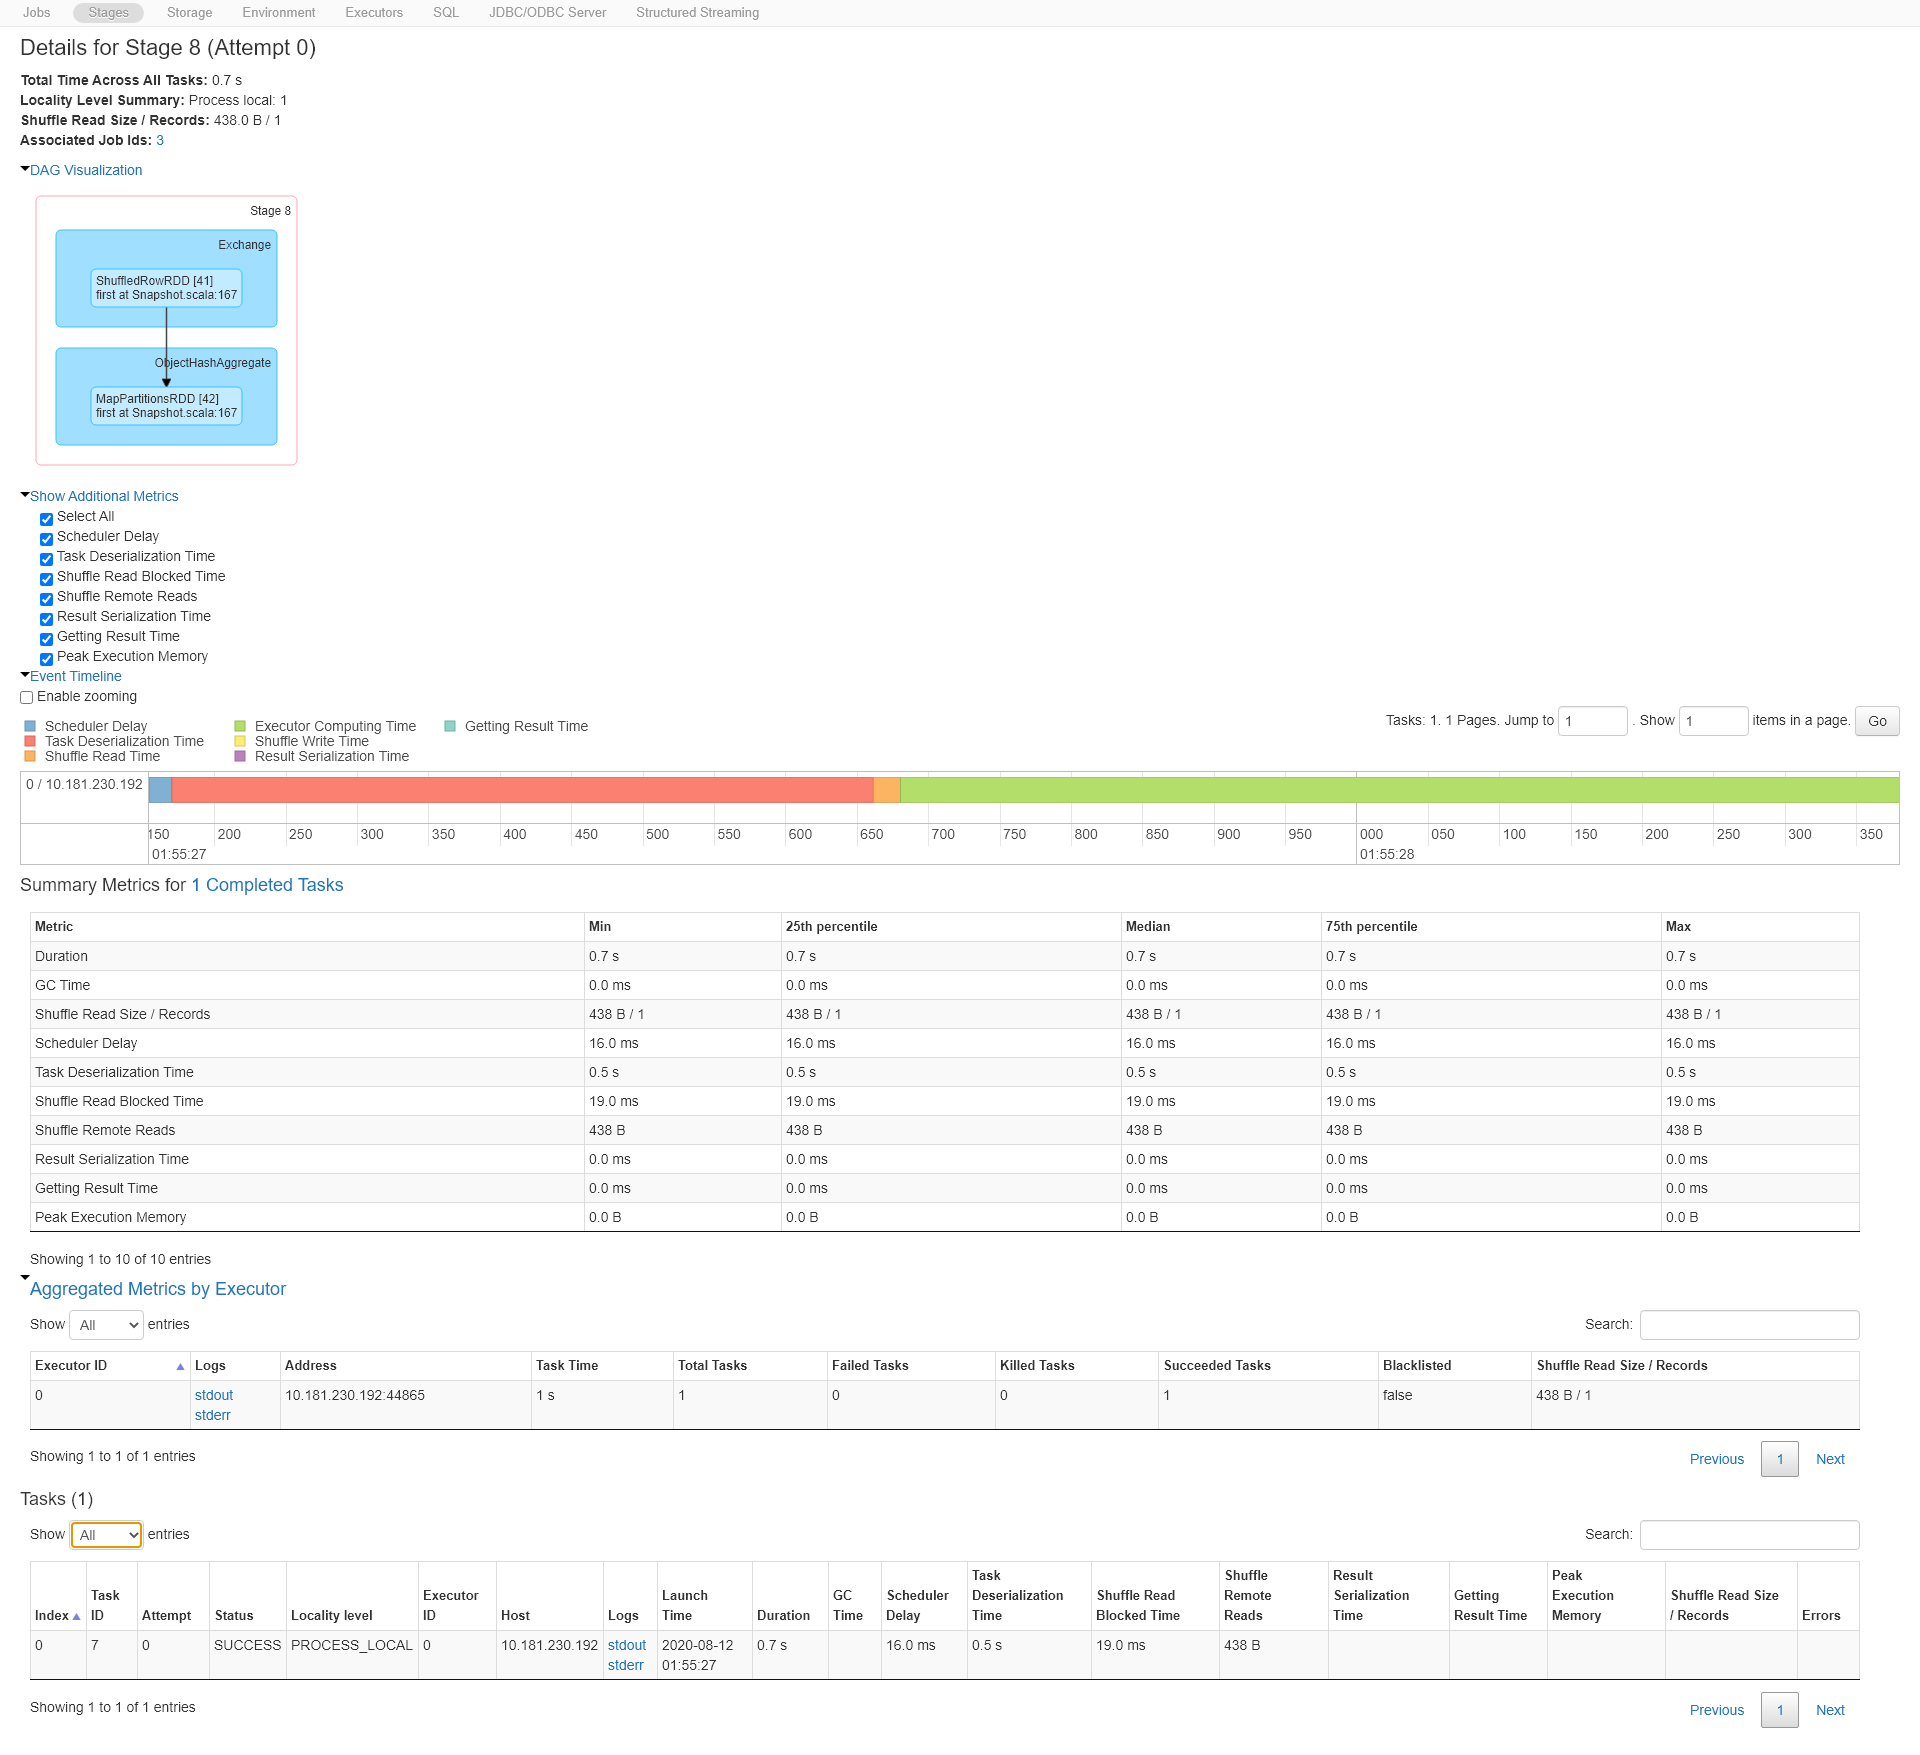 Jobs Stages Storage Environment Executors SQL JDBC/ODBC Server Structured Streaming
Details for Stage 8 (Attempt 0)
Total Time Across All Tasks: 0.7 s
Locality Level Summary: Process local: 1
Shuffle Read Size / Records: 438.0 B / 1
Associated Job Ids: 3
DAG Visualization
Stage 8
Exchange
ShuffledRowRDD [41]
first at Snapshot.scala:167
ObjectHashAggregate
MapPartitionsRDD [42]
first at Snapshot.scala:167
Show Additional Metrics
Select All
Scheduler Delay
Task Deserialization Time
Shuffle Read Blocked Time
Shuffle Remote Reads
Result Serialization Time
Getting Result Time
Peak Execution Memory
Event Timeline
Enable zooming
Tasks: 1. 1 Pages. Jump to 1 . Show 1 items in a page. Go
Scheduler Delay Executor Computing Time Getting Result Time
Task Deserialization Time Shuffle Write Time
Shuffle Read Time Result Serialization Time
0 / 10.181.230.192
150 200 250 300 350 400 450 500 550 600 650 700 750 800 850 900 950 000 050 100 150 200 250 300 350
01:55:27 01:55:28
Summary Metrics for 1 Completed Tasks
Metric Min 25th percentile Median 75th percentile Max
Duration 0.7 s 0.7 s 0.7 s 0.7 s 0.7 s
GC Time 0.0 ms 0.0 ms 0.0 ms 0.0 ms 0.0 ms
Shuffle Read Size / Records 438 B / 1 438 B / 1 438 B / 1 438 B / 1 438 B / 1
Scheduler Delay 16.0 ms 16.0 ms 16.0 ms 16.0 ms 16.0 ms
Task Deserialization Time 0.5 s 0.5 s 0.5 s 0.5 s 0.5 s
Shuffle Read Blocked Time 19.0 ms 19.0 ms 19.0 ms 19.0 ms 19.0 ms
Shuffle Remote Reads 438 B 438 B 438 B 438 B 438 B
Result Serialization Time 0.0 ms 0.0 ms 0.0 ms 0.0 ms 0.0 ms
Getting Result Time 0.0 ms 0.0 ms 0.0 ms 0.0 ms 0.0 ms
Peak Execution Memory 0.0 B 0.0 B 0.0 B 0.0 B 0.0 B
Showing 1 to 10 of 10 entries
Aggregated Metrics by Executor
Show All entries Search:
Executor ID Logs Address Task Time Total Tasks Failed Tasks Killed Tasks Succeeded Tasks Blacklisted Shuffle Read Size / Records
0 stdout 10.181.230.192:44865 1 s 1 0 0 1 false 438 B / 1
stderr
Showing 1 to 1 of 1 entries Previous 1 Next
Tasks (1)
Show All entries Search:
Task Shuffle Result Peak
Task Executor Launch GC Scheduler Deserialization Shuffle Read Remote Serialization Getting Execution Shuffle Read Size
Index ID Attempt Status Locality level ID Host Logs Time Duration Time Delay Time Blocked Time Reads Time Result Time Memory / Records Errors
0 7 0 SUCCESS PROCESS_LOCAL 0 10.181.230.192 stdout 2020-08-12 0.7 s 16.0 ms 0.5 s 19.0 ms 438 B
stderr 01:55:27
Showing 1 to 1 of 1 entries Previous 1 Next